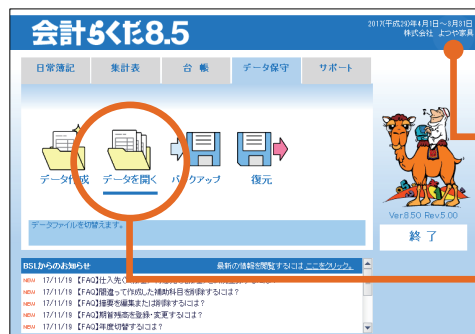 会計らくだ8.5
2017(平成29)年4月1日～3月31日
株式会社 よつや家具
日常簿記 集計表 台 帳 データ保守 サポート
データ作成 データを開く バックアップ 復元
データファイルを切替えます。
Ver8.50 Rev5.00
終 了
BSLからのお知らせ 最新の情報を閲覧するにはここをクリック。
NEW 17/11/19 【FAQ】仕入先
NEW 17/11/19 【FAQ】間違って作成した補助科目を削除するには？
NEW 17/11/19 【FAQ】摘要を編集または削除するには？
NEW 17/11/19 【FAQ】期首残高を登録・変更するには？
NEW 17/11/19 【FAQ】年度切替するには？